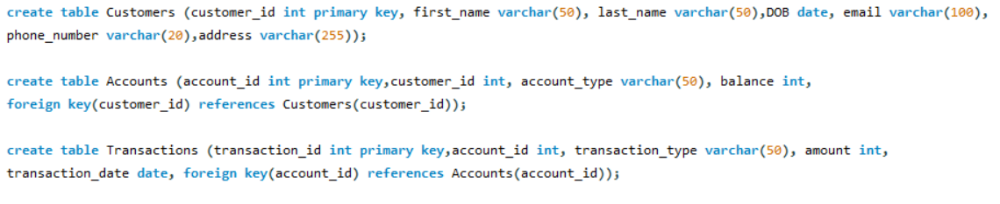 create table Customers (customer_id int primary key, first_name varchar(50), last_name varchar(50),DOB date, email varchar(100),
phone_number varchar(20),address varchar(255));
create table Accounts (account_id int primary key,customer_id int, account_type varchar(50), balance int,
foreign key(customer_id) references Customers(customer_id));
create table Transactions (transaction_id int primary key,account_id int, transaction_type varchar(50), amount int,
transaction_date date, foreign key(account_id) references Accounts(account_id));